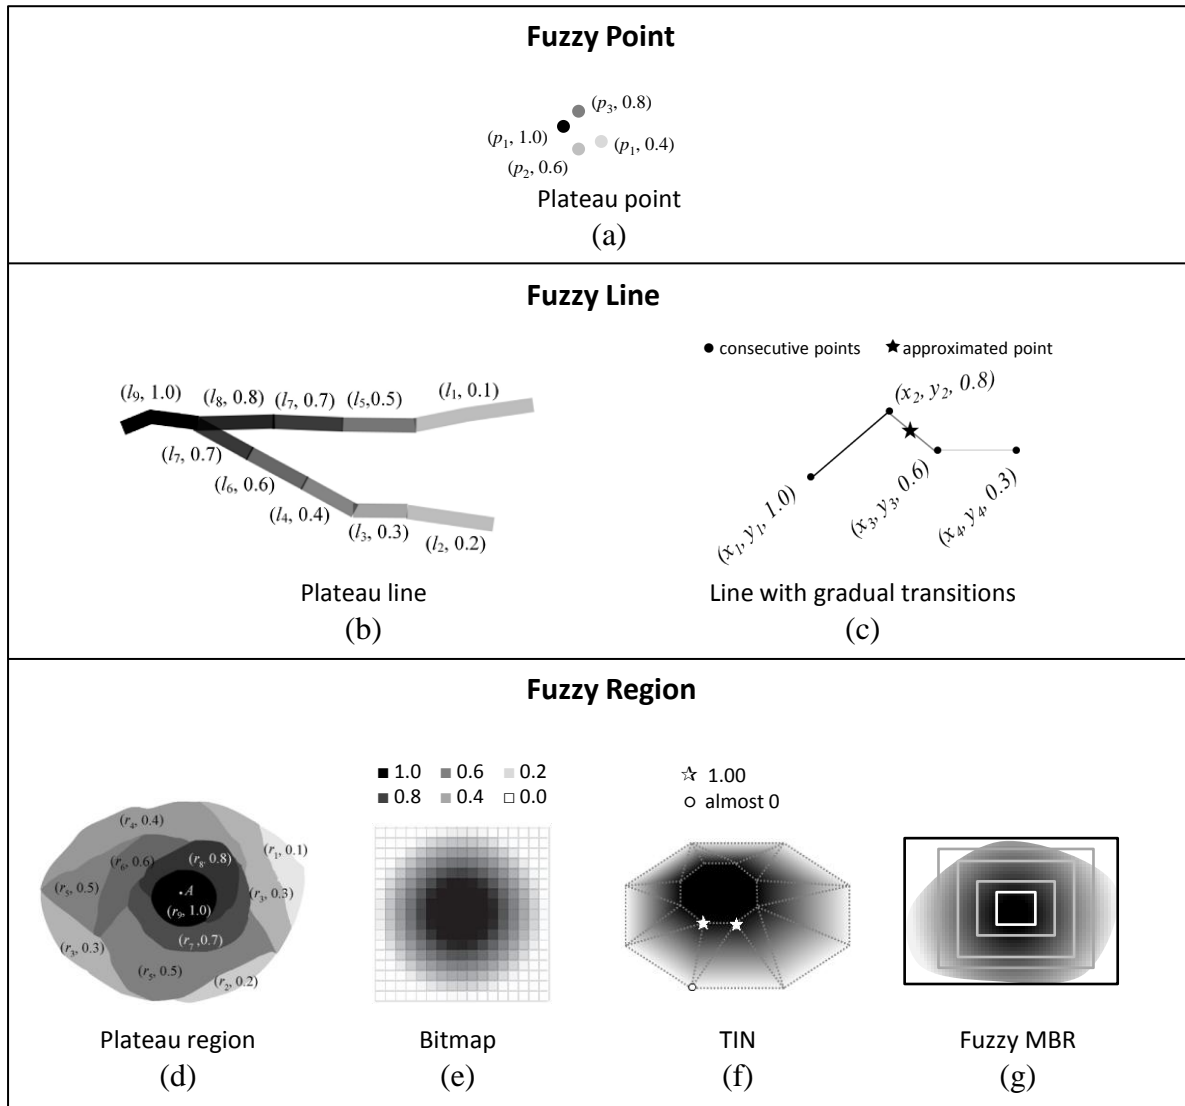 Fuzzy Point
(p3, 0.8)
(p1, 1.0)
(p1, 0.4)
(p2, 0.6)
Plateau point
(a)
Fuzzy Line
(l9, 1.0)
(l8, 0.8)
(l7, 0.7)
(l5,0.5)
(l1, 0.1)
(l7, 0.7)
(l6, 0.6)
(l4, 0.4)
(l3, 0.3)
(l2, 0.2)
Plateau line
(b)
consecutive points
approximated point
(x2, y2, 0.8)
(x1, y1, 1.0)
(x3, y3, 0.6)
(x4, y4, 0.3)
Line with gradual transitions
(c)
Fuzzy Region
(r4, 0.4)
(r6, 0.6)
(r8, 0.8)
(r1, 0.1)
(r5, 0.5)
A
(r9, 1.0)
(r3, 0.3)
(r3, 0.3)
(r7 ,0.7)
(r5, 0.5)
(r2, 0.2)
Plateau region
(d)
1.0 0.6 0.2
0.8 0.4 0.0
Bitmap
(e)
1.00
almost 0
TIN
(f)
Fuzzy MBR
(g)